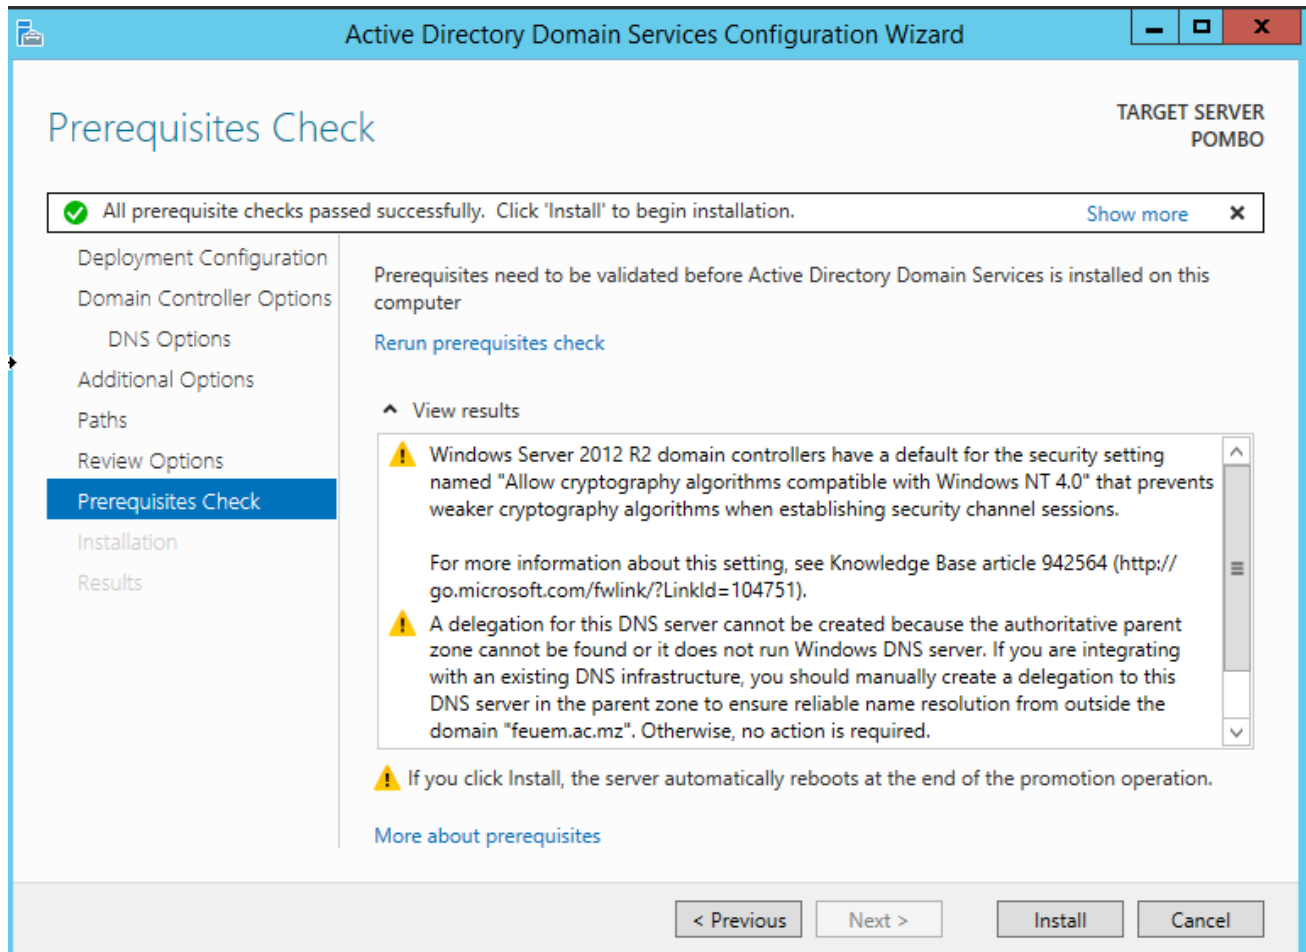 Active Directory Domain Services Configuration Wizard
Prerequisites Check
TARGET SERVER
POMBO
All prerequisite checks passed successfully.  Click 'Install' to begin installation.
Show more
Deployment Configuration
Domain Controller Options
DNS Options
Additional Options
Paths
Review Options
Prerequisites Check
Installation
Results
Prerequisites need to be validated before Active Directory Domain Services is installed on this
computer
Rerun prerequisites check
View results
Windows Server 2012 R2 domain controllers have a default for the security setting
named "Allow cryptography algorithms compatible with Windows NT 4.0" that prevents
weaker cryptography algorithms when establishing security channel sessions.
For more information about this setting, see Knowledge Base article 942564 (http://
go.microsoft.com/fwlink/?LinkId=104751).
A delegation for this DNS server cannot be created because the authoritative parent
zone cannot be found or it does not run Windows DNS server. If you are integrating
with an existing DNS infrastructure, you should manually create a delegation to this
DNS server in the parent zone to ensure reliable name resolution from outside the
domain "feuem.ac.mz". Otherwise, no action is required.
If you click Install, the server automatically reboots at the end of the promotion operation.
More about prerequisites
< Previous
Next >
Install
Cancel